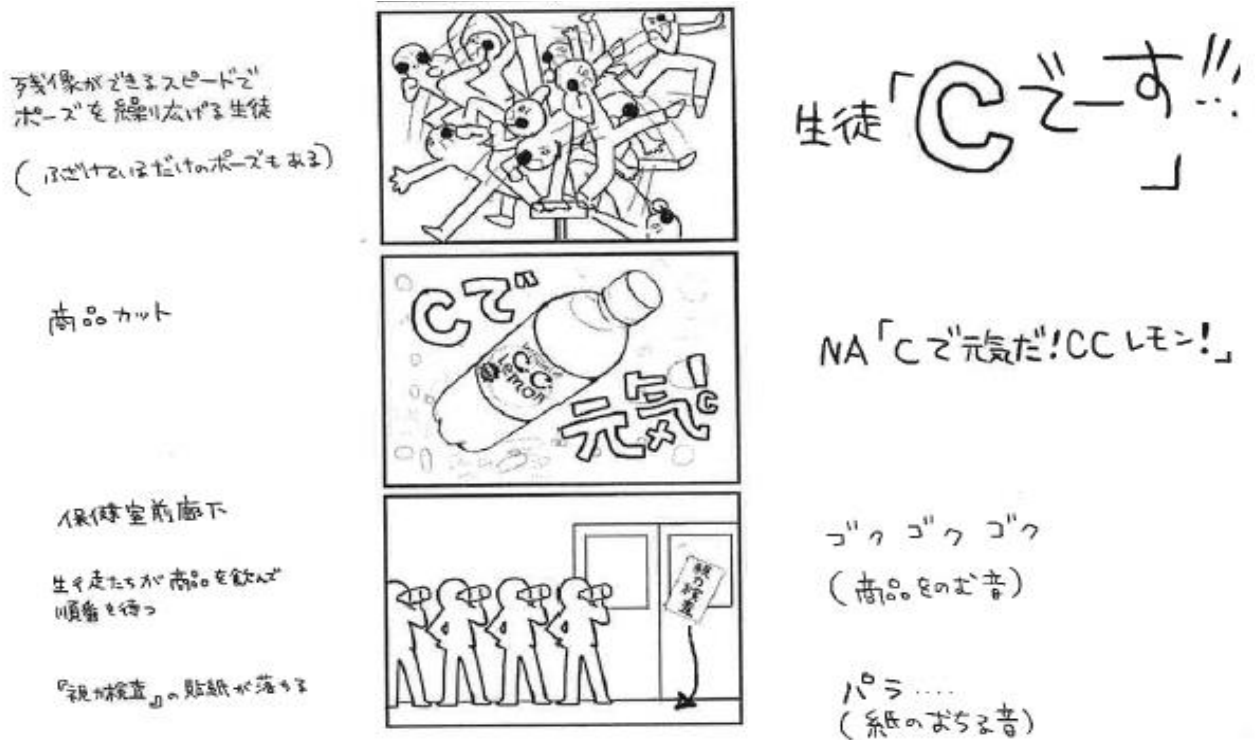 残像ができるスピードで
ポーズを繰り広げる生徒
(ふざけているだけのポーズもある)
生徒「Cでーす!!!」
商品カット
Cで
C.C.
Lemon
元気!
C
NA「Cで元気だ!CCレモン!」
保健室前廊下
生徒たちが商品を飲んで
順番を待つ
『視力検査』の貼紙が落ちる
視力検査
ゴク ゴク ゴク
(商品をのむ音)
パラ....
(紙のおちる音)